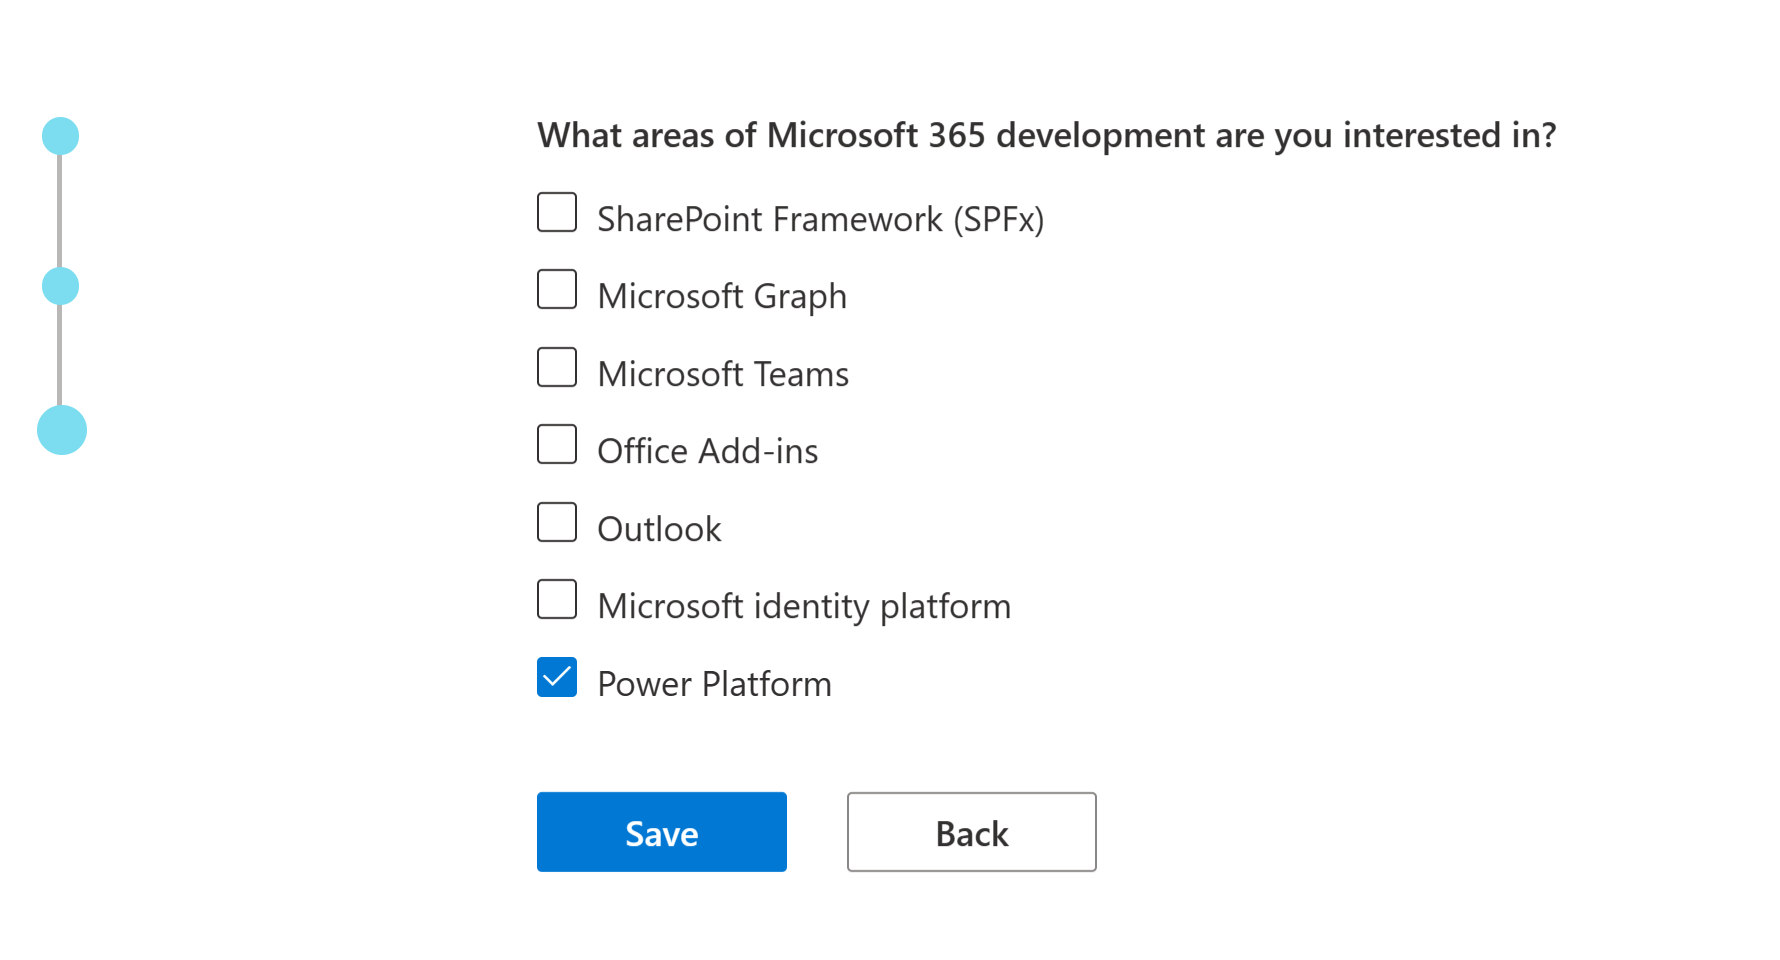 What areas of Microsoft 365 development are you interested in?
SharePoint Framework (SPFx)
Microsoft Graph
Microsoft Teams
Office Add-ins
Outlook
Microsoft identity platform
Power Platform
Save
Back